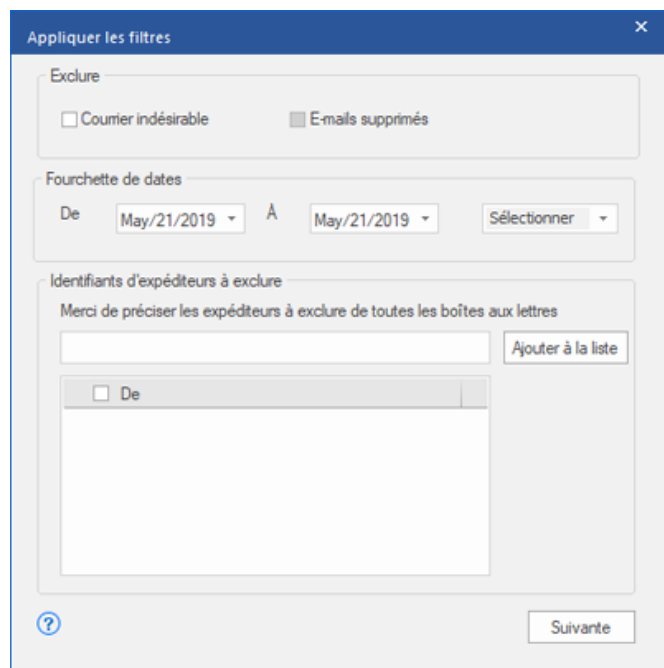 Appliquer les filtres
Exclure
Courrier indésirable E-mails supprimés
Fourchette de dates
De May/21/2019 A May/21/2019 Sélectionner
Identifiants d'expéditeurs à exclure
Merci de préciser les expéditeurs à exclure de toutes les boîtes aux lettres
Ajouter à la liste
De
Suivante